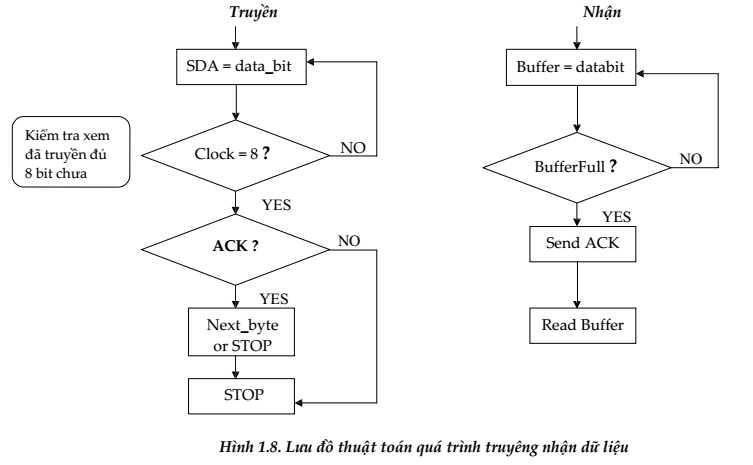 Truyền
SDA = data_bit
Kiểm tra xem
đã truyền đủ
8 bit chưa
Clock = 8 ?
NO
YES
ACK ?
NO
YES
Next_byte
or STOP
STOP
Nhận
Buffer = databit
BufferFull ?
NO
YES
Send ACK
Read Buffer
Hình 1.8. Lưu đồ thuật toán quá trình truyêng nhận dữ liệu